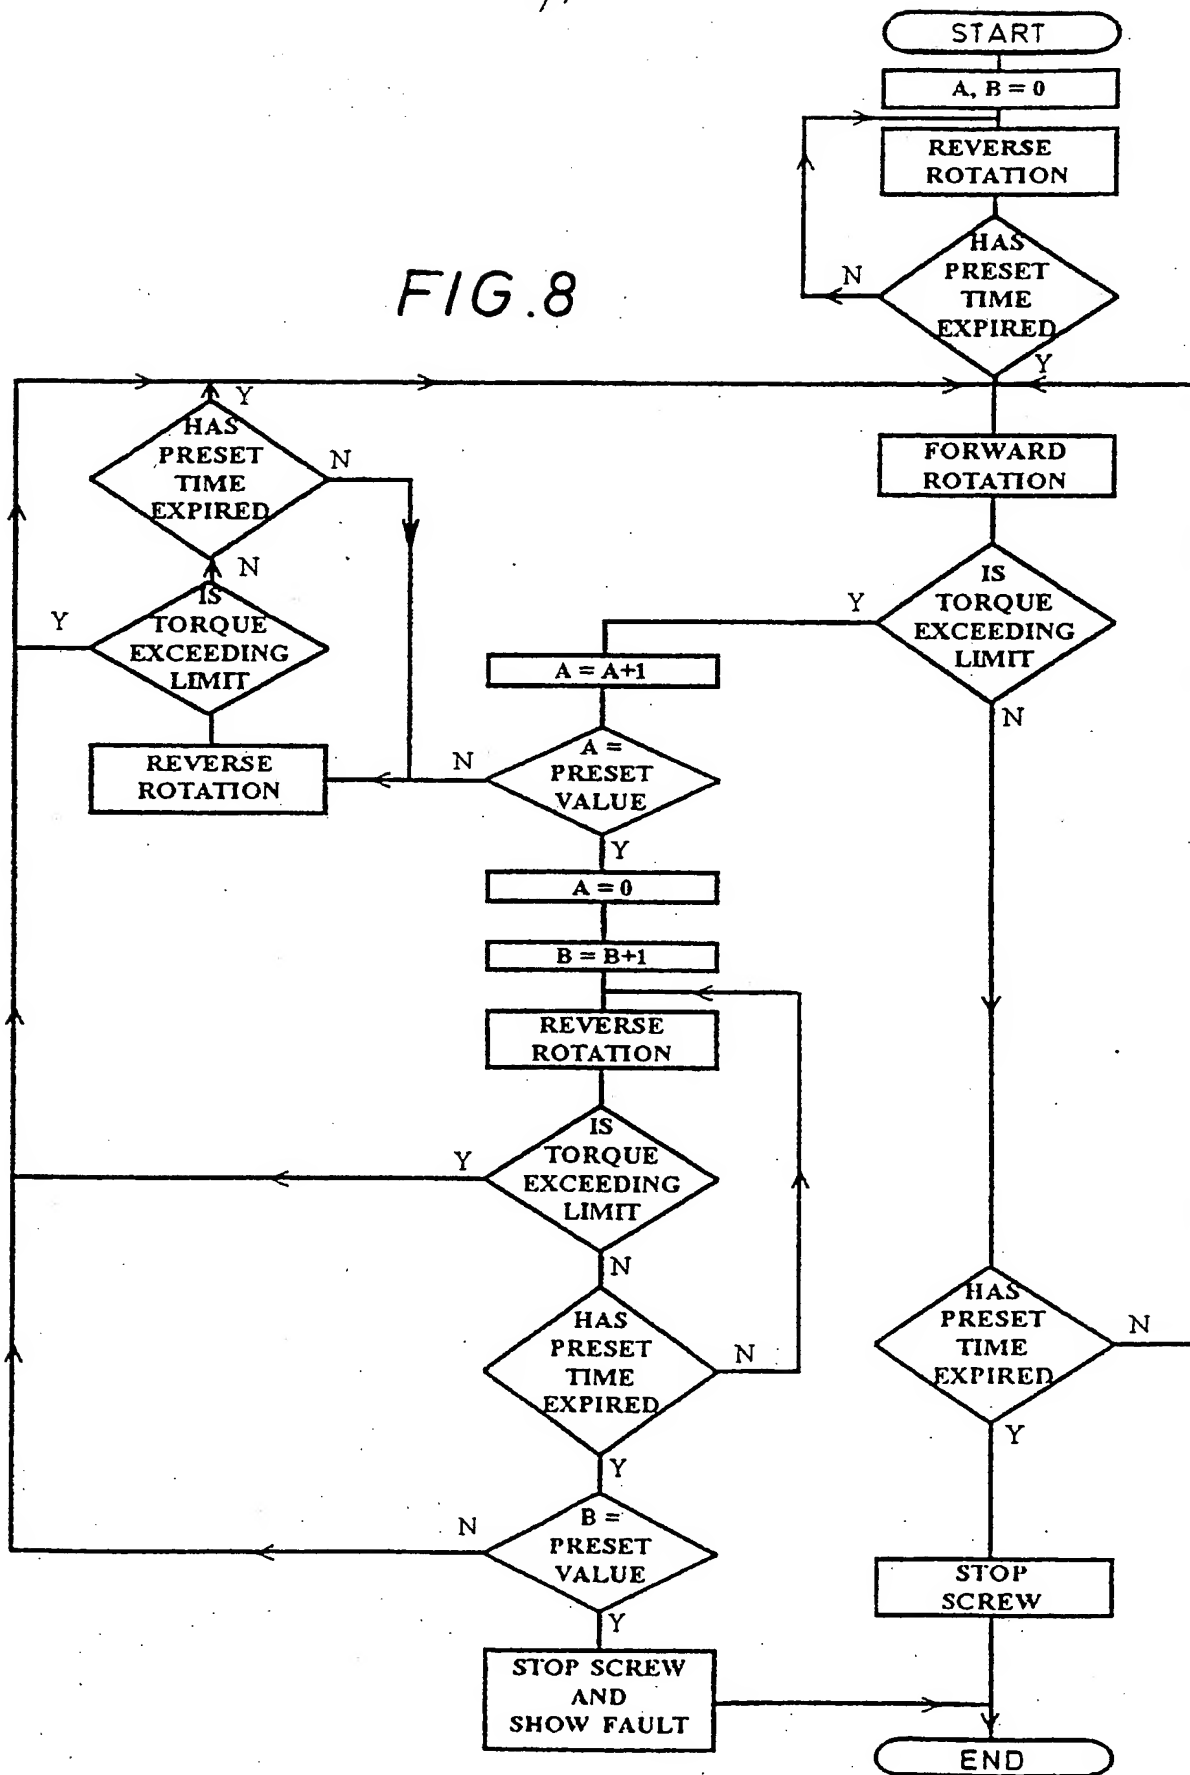 START
A, B = 0
REVERSE
ROTATION
HAS
PRESET
TIME
EXPIRED
N
Y
FIG.8
FORWARD
ROTATION
IS
TORQUE
EXCEEDING
LIMIT
Y
N
HAS
PRESET
TIME
EXPIRED
Y
N
IS
TORQUE
EXCEEDING
LIMIT
N
Y
REVERSE
ROTATION
A = A+1
A =
PRESET
VALUE
N
Y
A = 0
B = B+1
REVERSE
ROTATION
IS
TORQUE
EXCEEDING
LIMIT
Y
N
HAS
PRESET
TIME
EXPIRED
N
Y
B =
PRESET
VALUE
N
Y
STOP SCREW
AND
SHOW FAULT
HAS
PRESET
TIME
EXPIRED
N
Y
STOP
SCREW
END